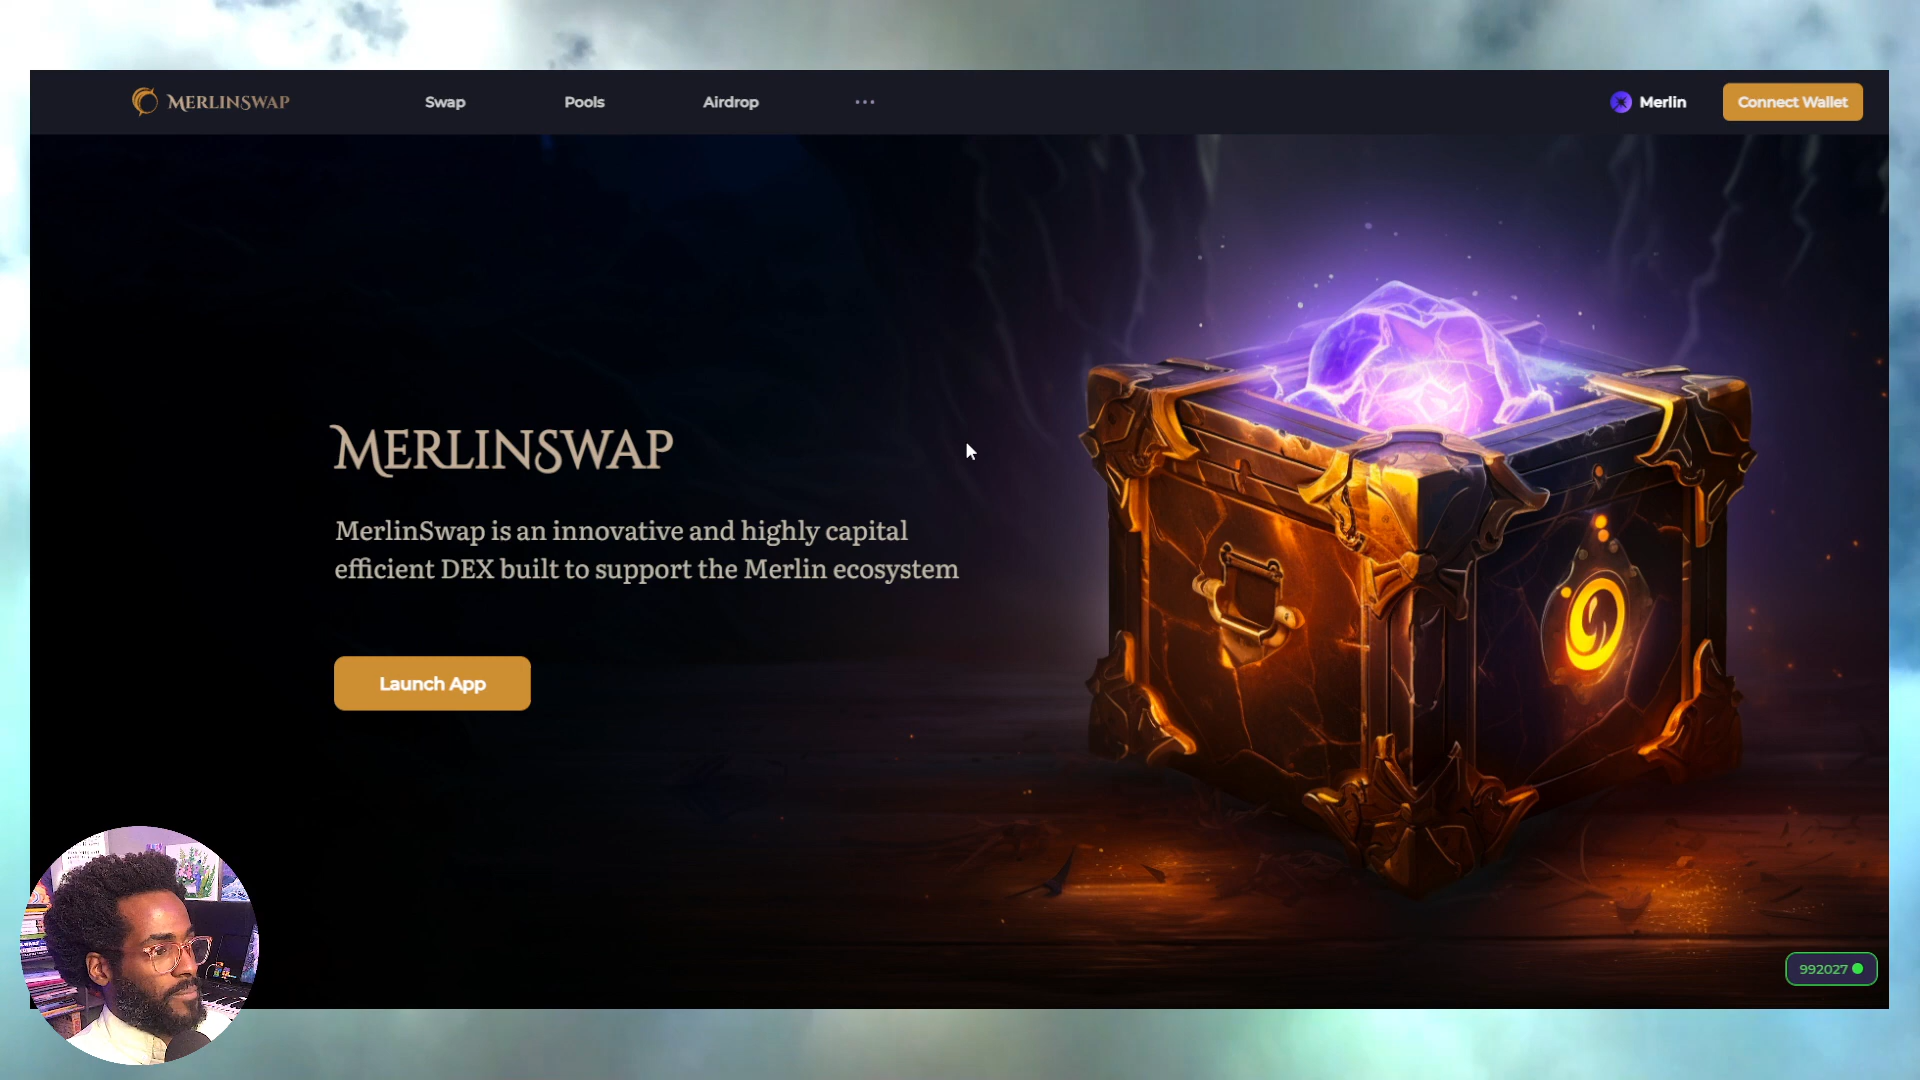 MERLINSWAP
Swap
Pools
Airdrop
Merlin
Connect Wallet
MERLINSWAP
MerlinSwap is an innovative and highly capital
efficient DEX built to support the Merlin ecosystem
Launch App
992027